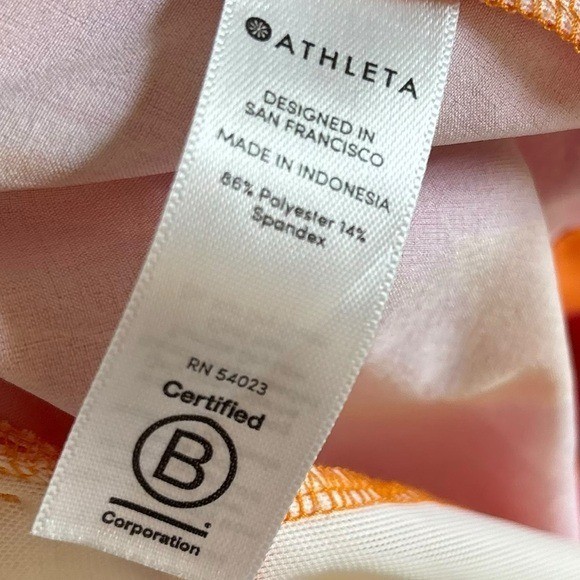 ATHLETA
DESIGNED IN
SAN FRANCISCO
MADE IN INDONESIA
86% Polyester 14%
Spandex
RN 54023
Certified
B
Corporation